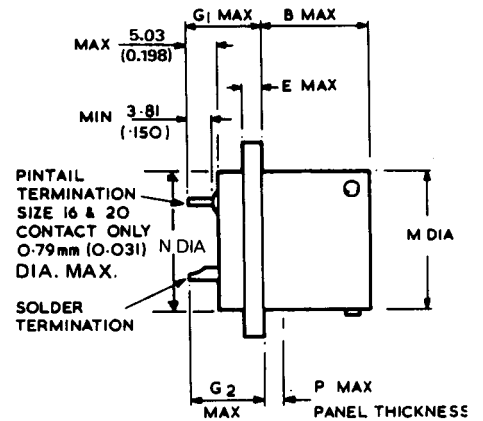 G1 MAX
B MAX
MAX 5.03
(0.198)
E MAX
MIN 3.81
(.150)
PINTAIL
TERMINATION
SIZE 16 & 20
CONTACT ONLY
0.79mm (0.031)
DIA. MAX.
N DIA
M DIA
SOLDER
TERMINATION
G2
MAX
P MAX
PANEL THICKNESS